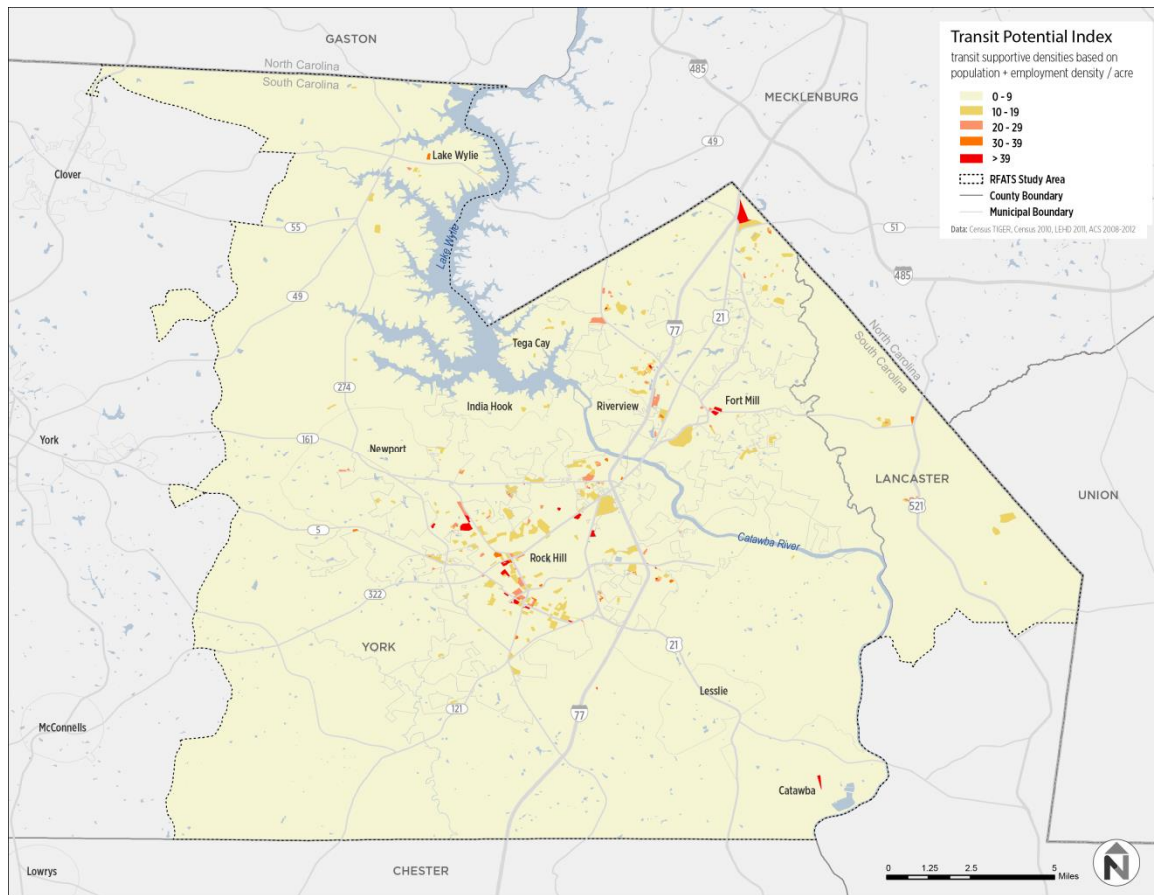 Transit Potential Index
transit supportive densities based on
population + employment density / acre
0 - 9
10 - 19
20 - 29
30 - 39
> 39
RFATS Study Area
County Boundary
Municipal Boundary
Data: Census TIGER, Census 2010, LEHD 2011, ACS 2008-2012
GASTON
North Carolina
South Carolina
485
MECKLENBURG
49
Lake Wylie
Clover
55
51
Lake Wylie
485
49
North Carolina
South Carolina
77
21
Tega Cay
274
India Hook
Riverview
Fort Mill
York
161
Newport
LANCASTER
UNION
521
5
Catawba River
Rock Hill
322
YORK
21
Lesslie
121
77
McConnells
Catawba
Lowrys
CHESTER
0 1.25 2.5 5
Miles
N